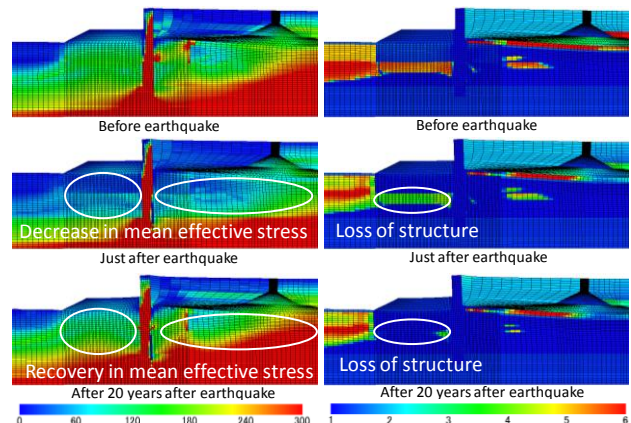 Before earthquake
Before earthquake
Decrease in mean effective stress
Loss of structure
Just after earthquake
Just after earthquake
Recovery in mean effective stress
Loss of structure
After 20 years after earthquake
After 20 years after earthquake
0 60 120 180 240 300
1 2 3 4 5 6